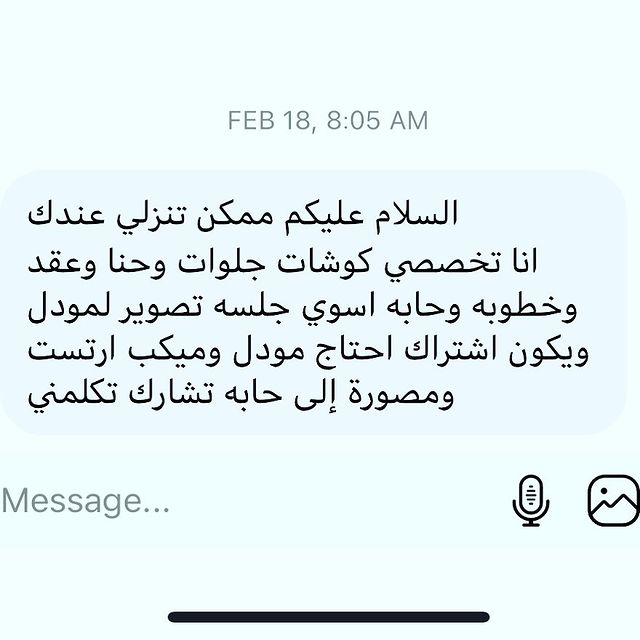 FEB 18, 8:05 AM
السلام عليكم ممكن تنزلي عندك
انا تخصصي كوشات جلوات وحنا وعقد
وخطوبه وحابه اسوي جلسه تصوير لمودل
ويكون اشتراك احتاج مودل وميكب ارتست
ومصورة إلى حابه تشارك تكلمني
Message...